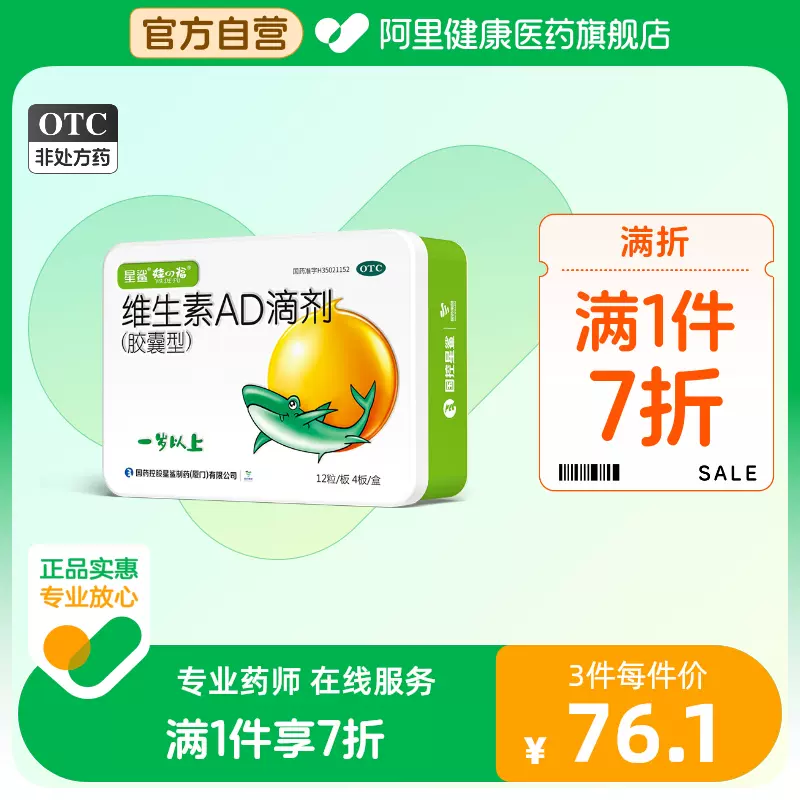 官方自营
阿里健康医药旗舰店
OTC
非处方药
满折
满1件
7折
SALE
星鲨
国药准字H35021152
OTC
维生素AD滴剂
(胶囊型)
一岁以上
国药控股星鲨制药(厦门)有限公司
12粒/板 4板/盒
国控星鲨
正品实惠
专业放心
专业药师 在线服务
满1件享7折
3件每件价
¥ 76.1